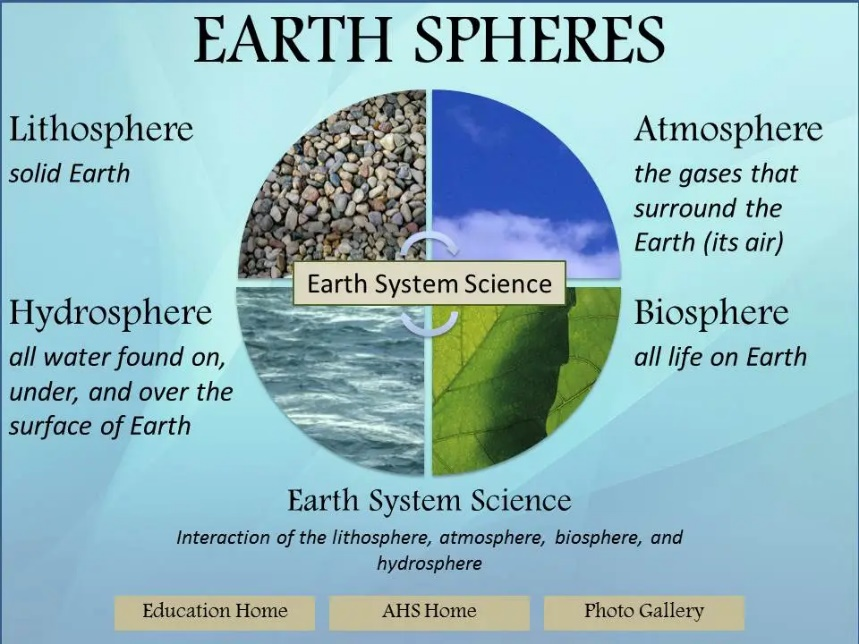 EARTH SPHERES
Lithosphere
solid Earth
Atmosphere
the gases that
surround the
Earth (its air)
Earth System Science
Hydrosphere
all water found on,
under, and over the
surface of Earth
Biosphere
all life on Earth
Earth System Science
Interaction of the lithosphere, atmosphere, biosphere, and
hydrosphere
Education Home
AHS Home
Photo Gallery